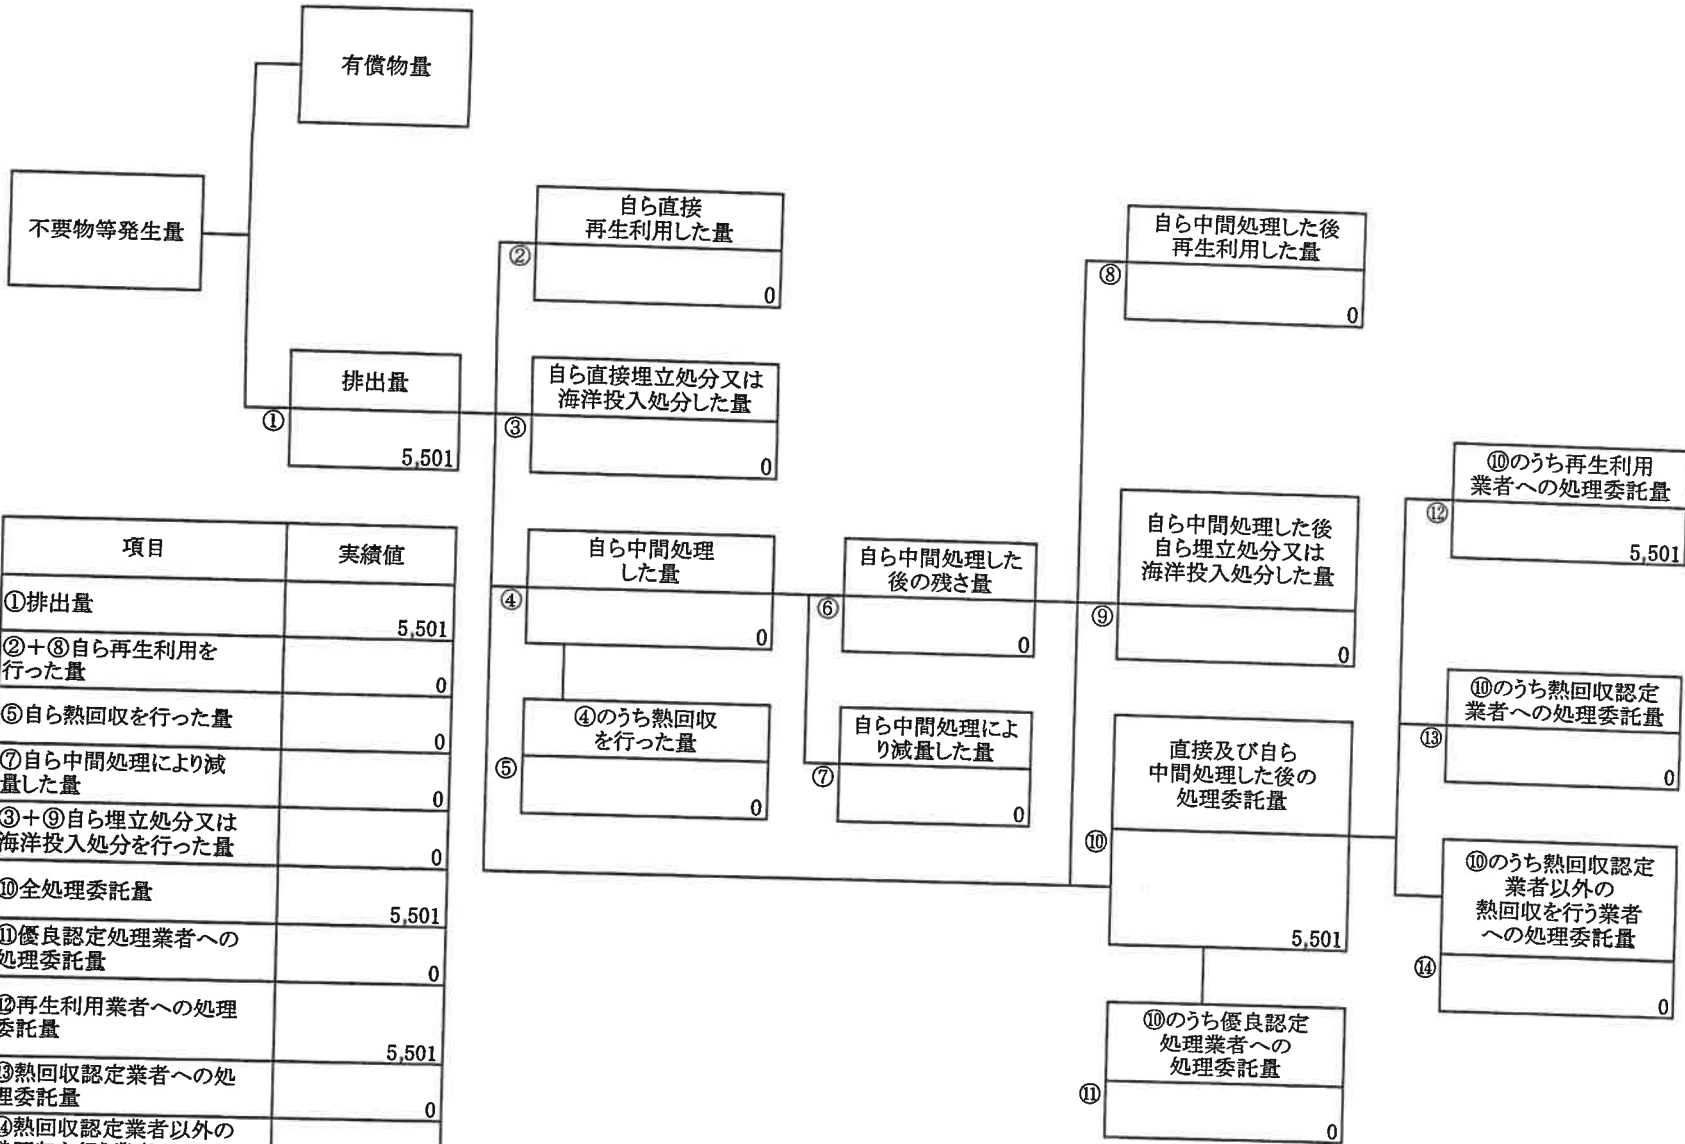 有償物量
不要物等発生量
排出量
①
5,501
自ら直接
再生利用した量
②
0
自ら直接埋立処分又は
海洋投入処分した量
③
0
自ら中間処理
した量
④
0
④のうち熱回収
を行った量
⑤
0
自ら中間処理した
後の残さ量
⑥
0
自ら中間処理によ
り減量した量
⑦
0
自ら中間処理した後
再生利用した量
⑧
0
自ら中間処理した後
自ら埋立処分又は
海洋投入処分した量
⑨
0
直接及び自ら
中間処理した後の
処理委託量
⑩
5,501
⑩のうち優良認定
処理業者への
処理委託量
⑪
0
⑩のうち再生利用
業者への処理委託量
⑫
5,501
⑩のうち熱回収認定
業者への処理委託量
⑬
0
⑩のうち熱回収認定
業者以外の
熱回収を行う業者
への処理委託量
⑭
0
項目 実績値
①排出量
5,501
②+⑧自ら再生利用を
行った量
0
⑤自ら熱回収を行った量
0
⑦自ら中間処理により減
量した量
0
③+⑨自ら埋立処分又は
海洋投入処分を行った量
0
⑩全処理委託量
5,501
⑪優良認定処理業者への
処理委託量
0
⑫再生利用業者への処理
委託量
5,501
⑬熱回収認定業者への処
理委託量
0
⑭熱回収認定業者以外の